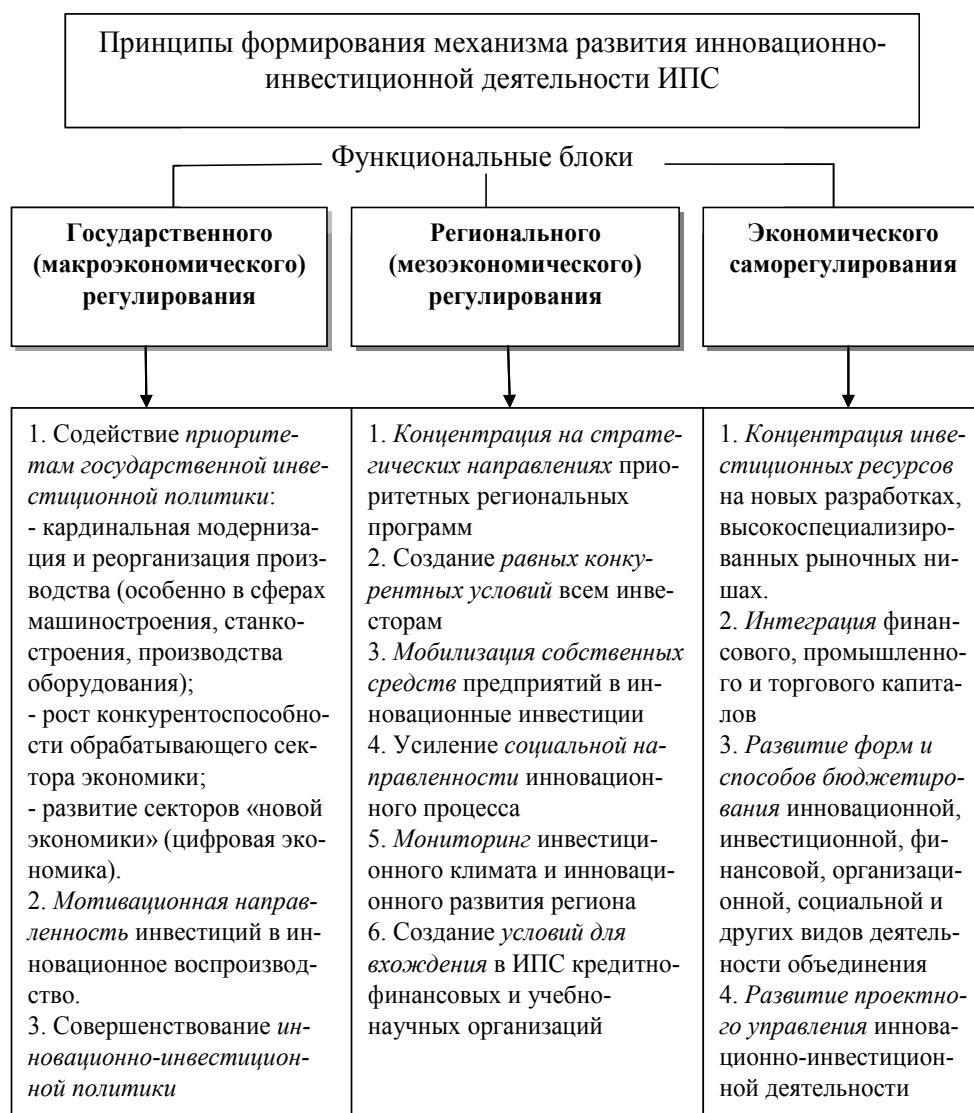 Принципы формирования механизма развития инновационно-
инвестиционной деятельности ИПС
Функциональные блоки
Государственного
(макроэкономического)
регулирования
Регионального
(мезоэкономического)
регулирования
Экономического
саморегулирования
1. Содействие приорите-
там государственной инве-
стиционной политики:
- кардинальная модерниза-
ция и реорганизация произ-
водства (особенно в сферах
машиностроения, станко-
строения, производства
оборудования);
- рост конкурентоспособно-
сти обрабатывающего сек-
тора экономики;
- развитие секторов «новой
экономики» (цифровая эко-
номика).
2. Мотивационная направ-
ленность инвестиций в ин-
новационное воспроизвод-
ство.
3. Совершенствование ин-
новационно-инвестицион-
ной политики
1. Концентрация на страте-
гических направлениях прио-
ритетных региональных
программ
2. Создание равных конку-
рентных условий всем инве-
сторам
3. Мобилизация собственных
средств предприятий в ин-
новационные инвестиции
4. Усиление социальной на-
правленности инновацион-
ного процесса
5. Мониторинг инвестици-
онного климата и инноваци-
онного развития региона
6. Создание условий для
вхождения в ИПС кредитно-
финансовых и учебно-
научных организаций
1. Концентрация инве-
стиционных ресурсов
на новых разработках,
высокоспециализиро-
ванных рыночных ни-
шах.
2. Интеграция финан-
сового, промышленно-
го и торгового капита-
лов
3. Развитие форм и
способов бюджетиро-
вания инновационной,
инвестиционной, фи-
нансовой, организаци-
онной, социальной и
других видов деятель-
ности объединения
4. Развитие проектно-
го управления иннова-
ционно-инвестицион-
ной деятельности